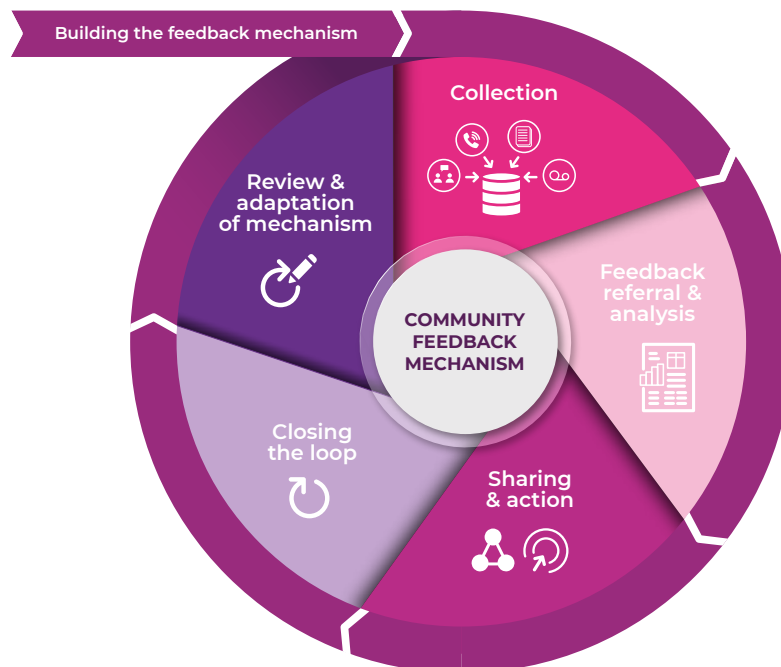 Building the feedback mechanism
Collection
Feedback
referral &
analysis
Sharing
& action
Closing
the loop
Review &
adaptation
of mechanism
COMMUNITY
FEEDBACK
MECHANISM